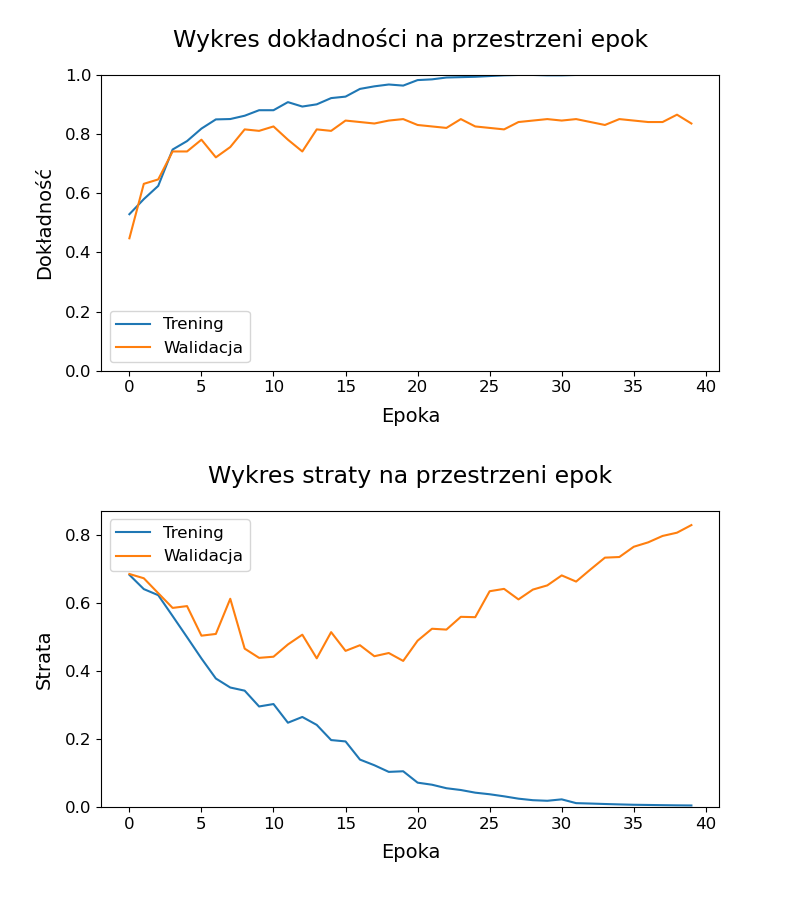 Wykres dokładności na przestrzeni epok
1.0
0.8
0.6
0.4
0.2
0.0
Dokładność
Trening
Walidacja
0 5 10 15 20 25 30 35 40
Epoka
Wykres straty na przestrzeni epok
0.8
0.6
0.4
0.2
0.0
Strata
Trening
Walidacja
0 5 10 15 20 25 30 35 40
Epoka